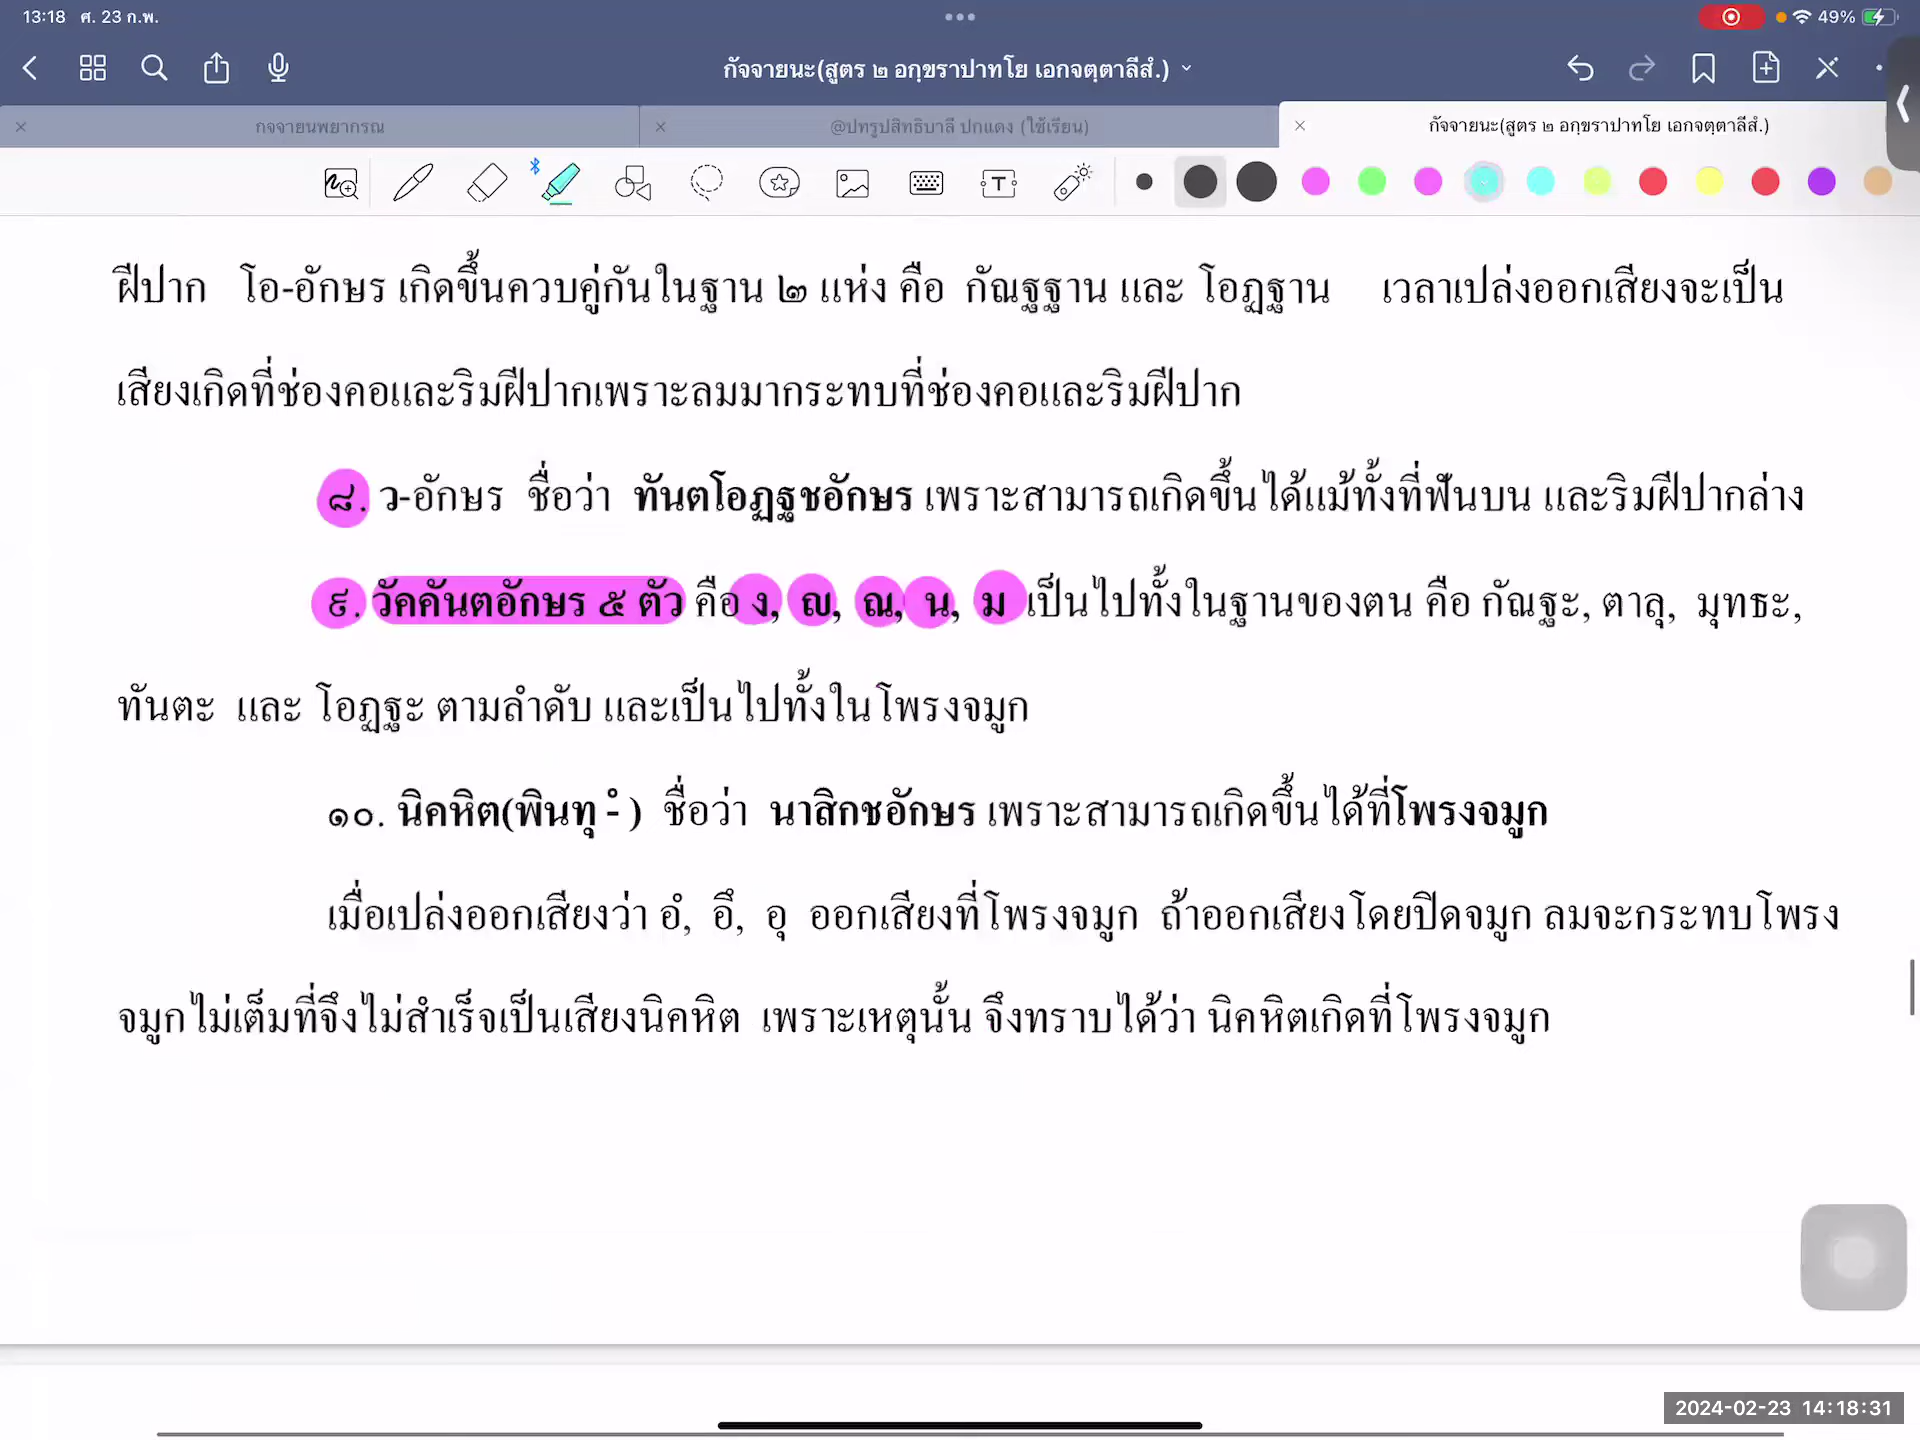 13:18 ศ. 23 ก.พ.
49%
กัจจายนะ(สูตร ๒ อกฺขราปาทโย เอกจตฺตาลีสํ.)
กจจายนพยากรณ
@ปทรูปสิทธิบาลี ปกแดง (ใช้เรียน)
กัจจายนะ(สูตร ๒ อกฺขราปาทโย เอกจตฺตาลีสํ.)
ฝีปาก โอ-อักษร เกิดขึ้นควบคู่กันในฐาน ๒ แห่ง คือ กัณฐฐาน และ โอฏฐาน เวลาเปล่งออกเสียงจะเป็น
เสียงเกิดที่ช่องคอและริมฝีปากเพราะลมมากระทบที่ช่องคอและริมฝีปาก
๘. ว-อักษร ชื่อว่า ทันตโอฏฐชอักษร เพราะสามารถเกิดขึ้นได้แม้ทั้งที่ฟันบน และริมฝีปากล่าง
๙. วัคคันตอักษร ๕ ตัว คือ ง, ญ, ณ, น, ม เป็นไปทั้งในฐานของตน คือ กัณฐะ, ตาลุ, มุทธะ,
ทันตะ และ โอฏฐะ ตามลำดับ และเป็นไปทั้งในโพรงจมูก
๑๐. นิคหิต(พินทุ -ํ ) ชื่อว่า นาสิกชอักษร เพราะสามารถเกิดขึ้นได้ที่โพรงจมูก
เมื่อเปล่งออกเสียงว่า อํ, อึ, อุ ออกเสียงที่โพรงจมูก ถ้าออกเสียงโดยปิดจมูก ลมจะกระทบโพรง
จมูกไม่เต็มที่จึงไม่สำเร็จเป็นเสียงนิคหิต เพราะเหตุนั้น จึงทราบได้ว่า นิคหิตเกิดที่โพรงจมูก
2024-02-23 14:18:31